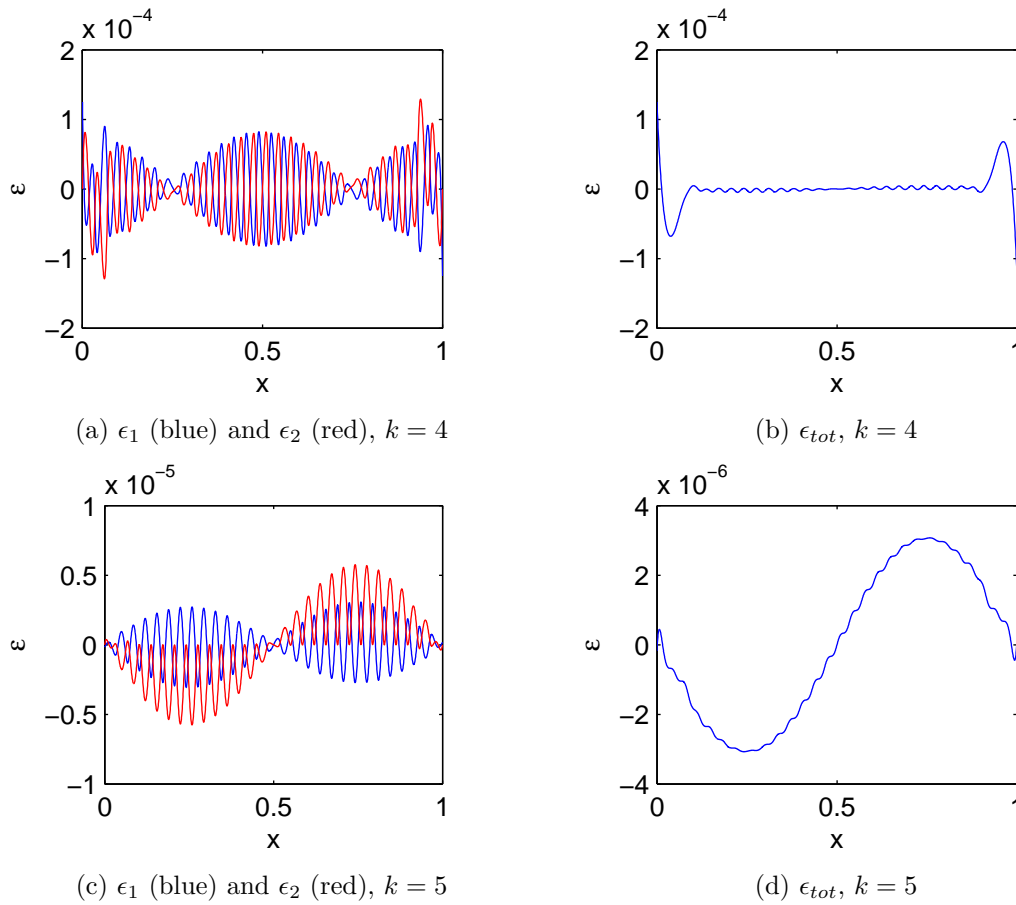 x 10⁻⁴
x 10⁻⁴
2
1
0
−1
−2
ε
0
0.5
1
x
2
1
0
−1
−2
ε
0
0.5
1
x
(a) ϵ₁ (blue) and ϵ₂ (red), k = 4
(b) ϵₜₒₜ, k = 4
x 10⁻⁵
x 10⁻⁶
1
0.5
0
−0.5
−1
ε
0
0.5
1
x
4
2
0
−2
−4
ε
0
0.5
1
x
(c) ϵ₁ (blue) and ϵ₂ (red), k = 5
(d) ϵₜₒₜ, k = 5